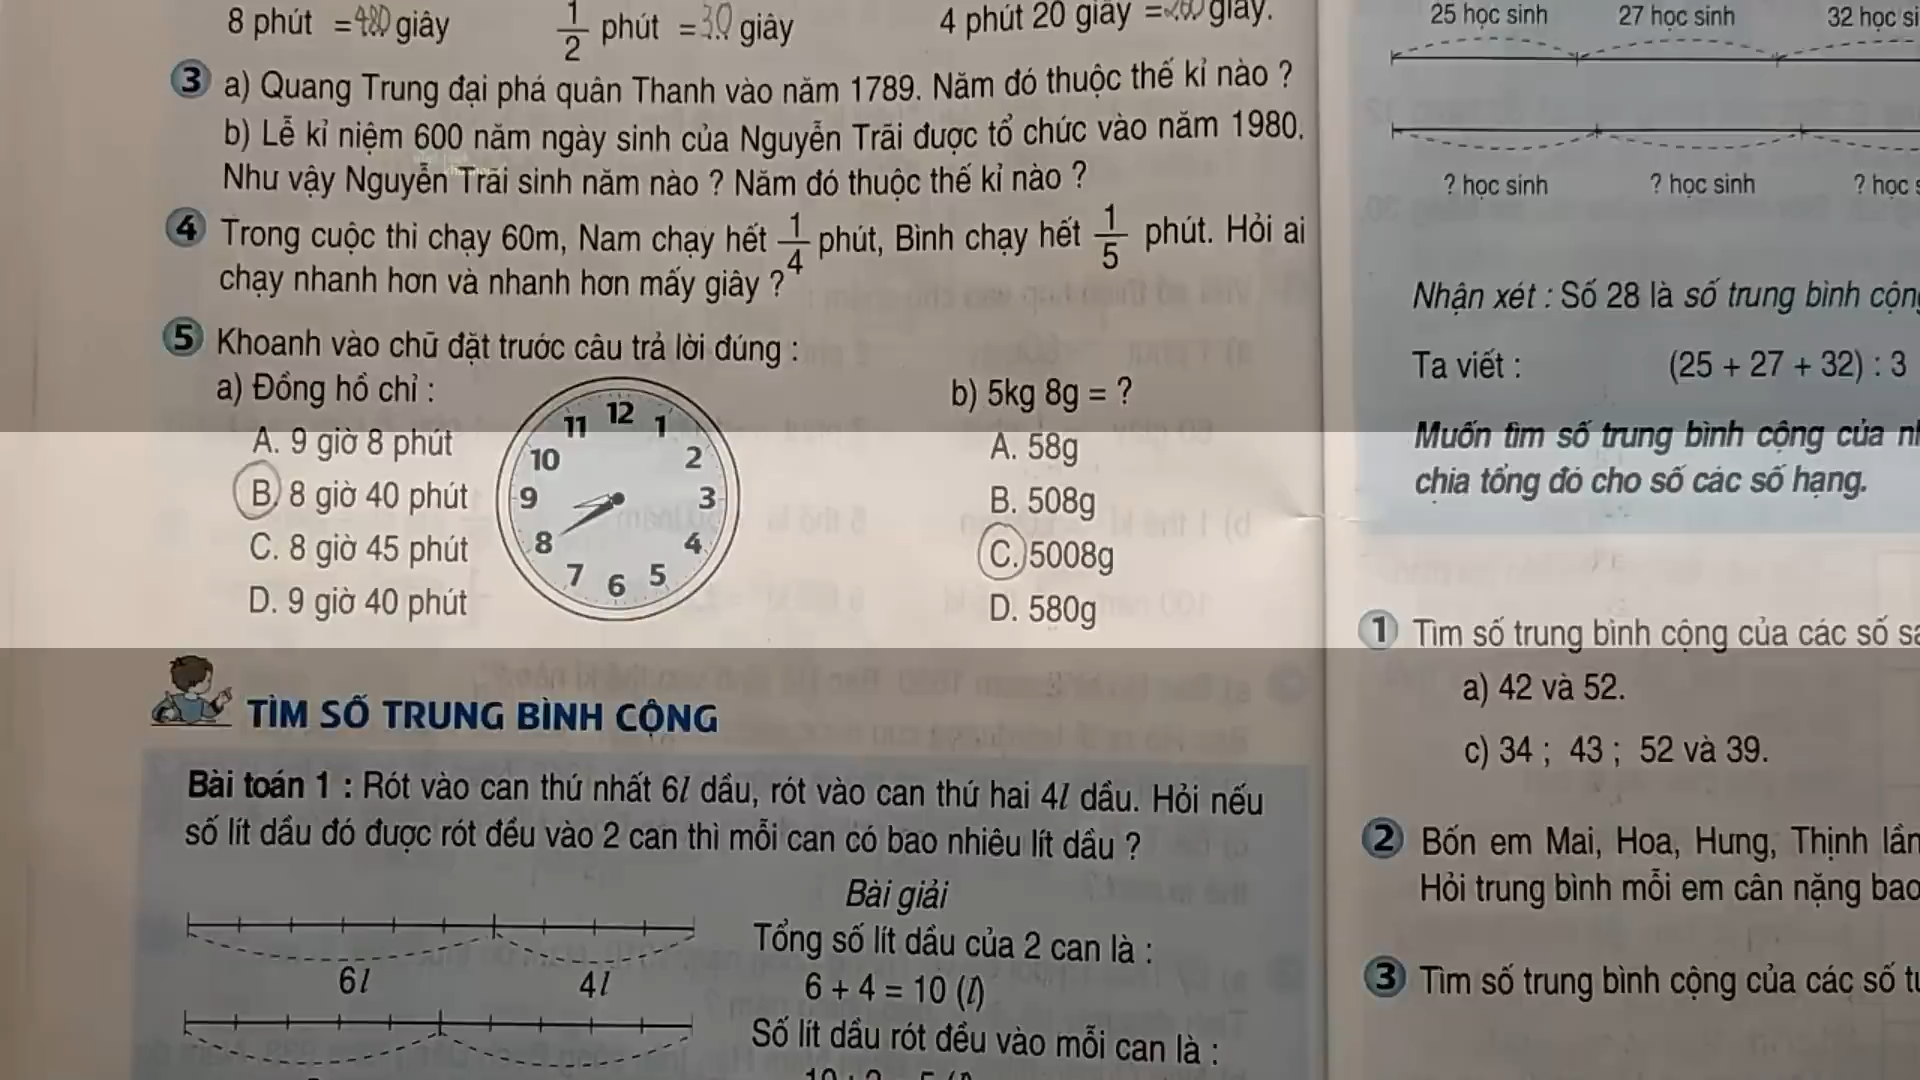 8 phút = 480 giây
1/2 phút = 30 giây
4 phút 20 giây = giây.
3 a) Quang Trung đại phá quân Thanh vào năm 1789. Năm đó thuộc thế kỉ nào ?
b) Lễ kỉ niệm 600 năm ngày sinh của Nguyễn Trãi được tổ chức vào năm 1980.
Như vậy Nguyễn Trãi sinh năm nào ? Năm đó thuộc thế kỉ nào ?
4 Trong cuộc thi chạy 60m, Nam chạy hết 1/4 phút, Bình chạy hết 1/5 phút. Hỏi ai
chạy nhanh hơn và nhanh hơn mấy giây ?
5 Khoanh vào chữ đặt trước câu trả lời đúng :
a) Đồng hồ chỉ :
A. 9 giờ 8 phút
B. 8 giờ 40 phút
C. 8 giờ 45 phút
D. 9 giờ 40 phút
12
1
2
3
4
5
6
7
8
9
10
11
b) 5kg 8g = ?
A. 58g
B. 508g
C. 5008g
D. 580g
TÌM SỐ TRUNG BÌNH CỘNG
Bài toán 1 : Rót vào can thứ nhất 6l dầu, rót vào can thứ hai 4l dầu. Hỏi nếu
số lít dầu đó được rót đều vào 2 can thì mỗi can có bao nhiêu lít dầu ?
6l
4l
Bài giải
Tổng số lít dầu của 2 can là :
6 + 4 = 10 (l)
Số lít dầu rót đều vào mỗi can là :
25 học sinh
27 học sinh
32 học si
? học sinh
? học sinh
? học s
Nhận xét : Số 28 là số trung bình cộng
Ta viết : (25 + 27 + 32) : 3
Muốn tìm số trung bình cộng của nh
chia tổng đó cho số các số hạng.
1 Tìm số trung bình cộng của các số sa
a) 42 và 52.
c) 34 ; 43 ; 52 và 39.
2 Bốn em Mai, Hoa, Hưng, Thịnh lần
Hỏi trung bình mỗi em cân nặng bao
3 Tìm số trung bình cộng của các số tự